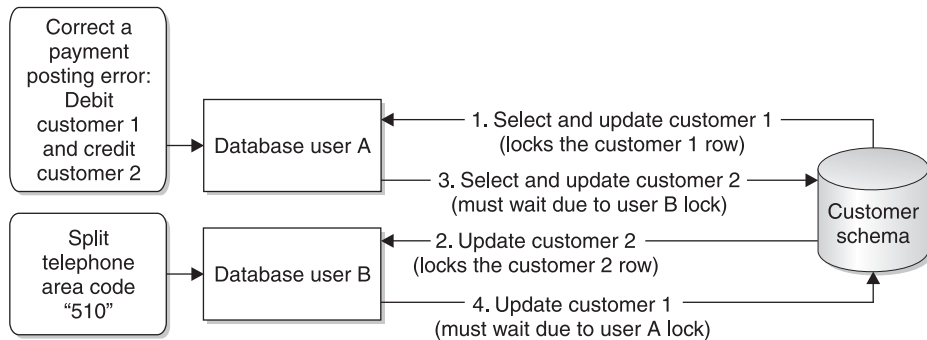 Correct a
payment
posting error:
Debit
customer 1
and credit
customer 2
Database user A
1. Select and update customer 1
(locks the customer 1 row)
3. Select and update customer 2
(must wait due to user B lock)
Customer
schema
Split
telephone
area code
“510”
Database user B
2. Update customer 2
(locks the customer 2 row)
4. Update customer 1
(must wait due to user A lock)